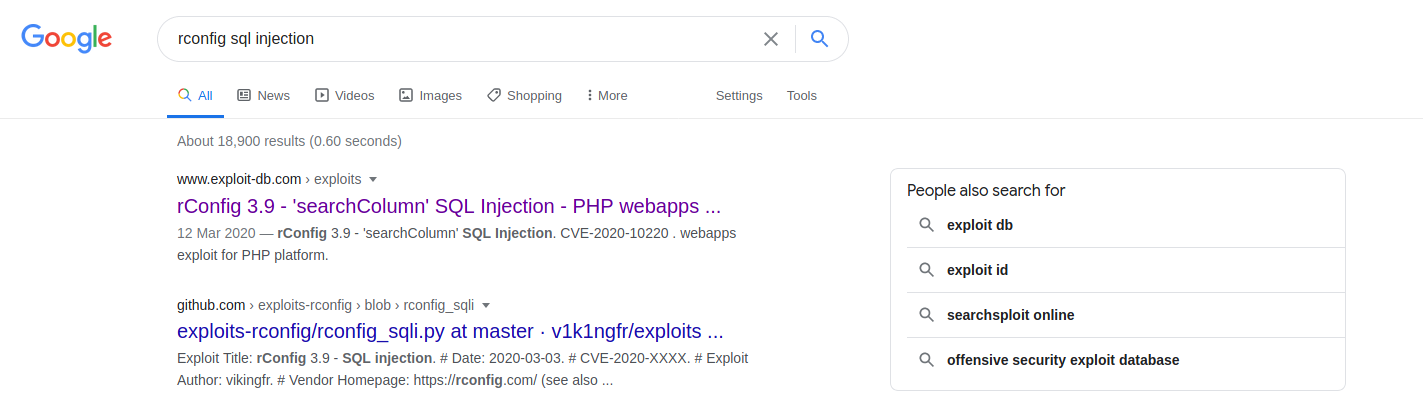 Google
rconfig sql injection
All News Videos Images Shopping More Settings Tools
About 18,900 results (0.60 seconds)
www.exploit-db.com › exploits
rConfig 3.9 - 'searchColumn' SQL Injection - PHP webapps ...
12 Mar 2020 — rConfig 3.9 - 'searchColumn' SQL Injection. CVE-2020-10220 . webapps
exploit for PHP platform.
github.com › exploits-rconfig › blob › rconfig_sqli
exploits-rconfig/rconfig_sqli.py at master · v1k1ngfr/exploits ...
Exploit Title: rConfig 3.9 - SQL injection. # Date: 2020-03-03. # CVE-2020-XXXX. # Exploit
Author: vikingfr. # Vendor Homepage: https://rconfig.com/ (see also ...
People also search for
exploit db
exploit id
searchsploit online
offensive security exploit database